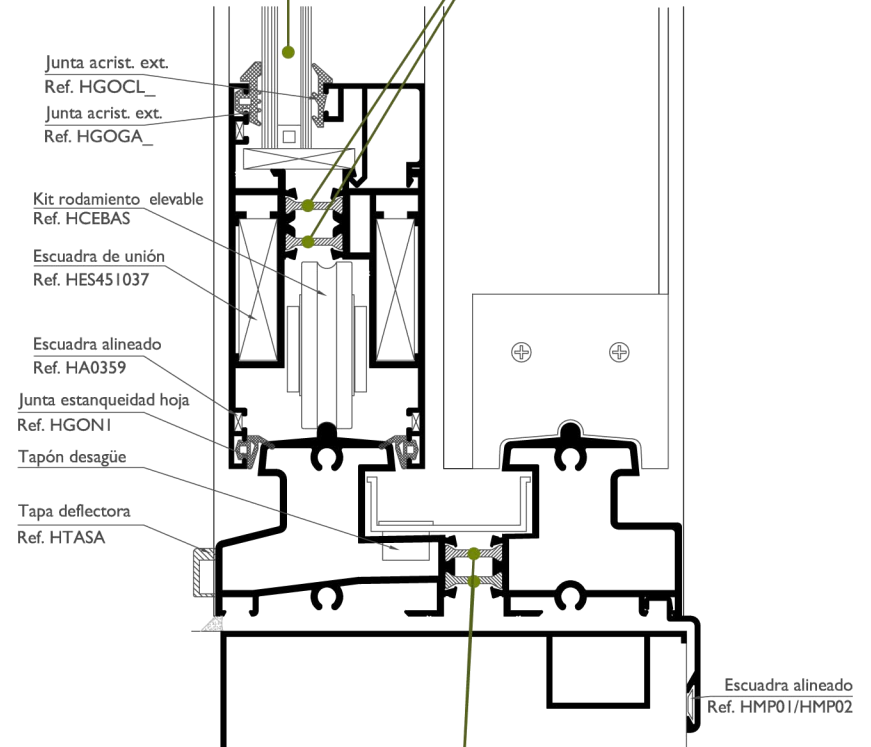 Junta acrist. ext.
Ref. HGOCL_
Junta acrist. ext.
Ref. HGOGA_
Kit rodamiento elevable
Ref. HCEBAS
Escuadra de unión
Ref. HES451037
Escuadra alineado
Ref. HA0359
Junta estanqueidad hoja
Ref. HGON1
Tapón desagüe
Tapa deflectora
Ref. HTASA
Escuadra alineado
Ref. HMP01/HMP02